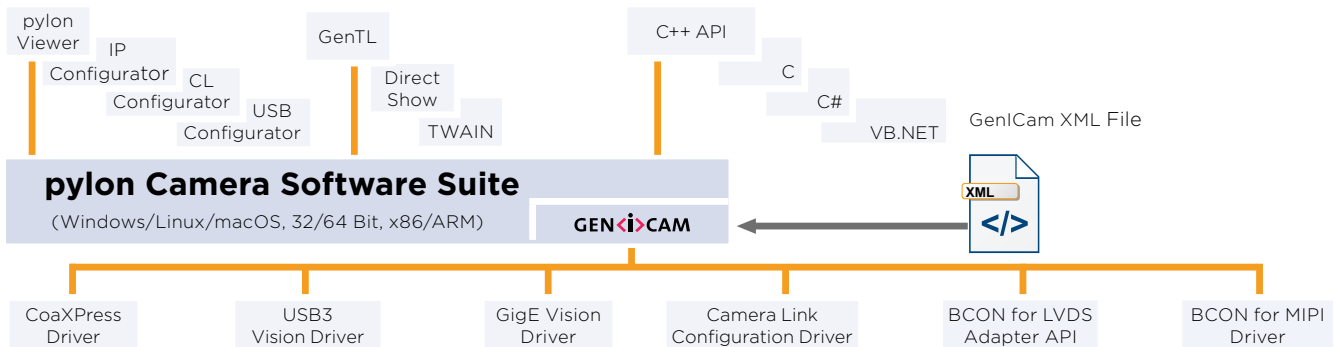 pylon
Viewer
IP
Configurator
CL
Configurator
USB
Configurator
GenTL
Direct
Show
TWAIN
C++ API
C
C#
VB.NET
GenICam XML File
XML
</>
pylon Camera Software Suite
(Windows/Linux/macOS, 32/64 Bit, x86/ARM)
GEN<i>CAM
CoaXPress
Driver
USB3
Vision Driver
GigE Vision
Driver
Camera Link
Configuration Driver
BCON for LVDS
Adapter API
BCON for MIPI
Driver